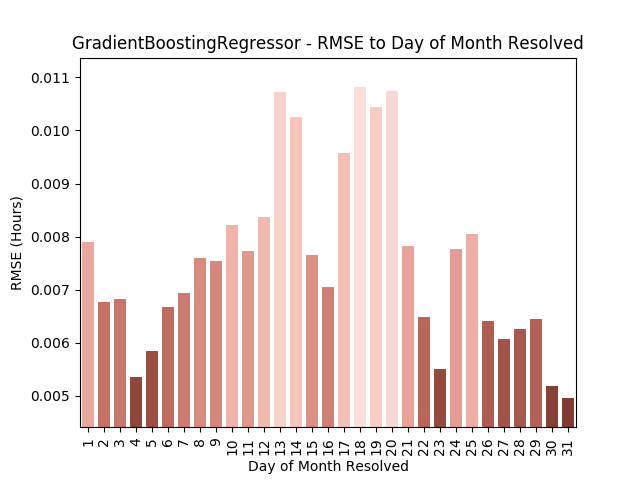 GradientBoostingRegressor - RMSE to Day of Month Resolved
0.011
0.010
0.009
0.008
0.007
0.006
0.005
RMSE (Hours)
1 2 3 4 5 6 7 8 9 10 11 12 13 14 15 16 17 18 19 20 21 22 23 24 25 26 27 28 29 30 31
Day of Month Resolved